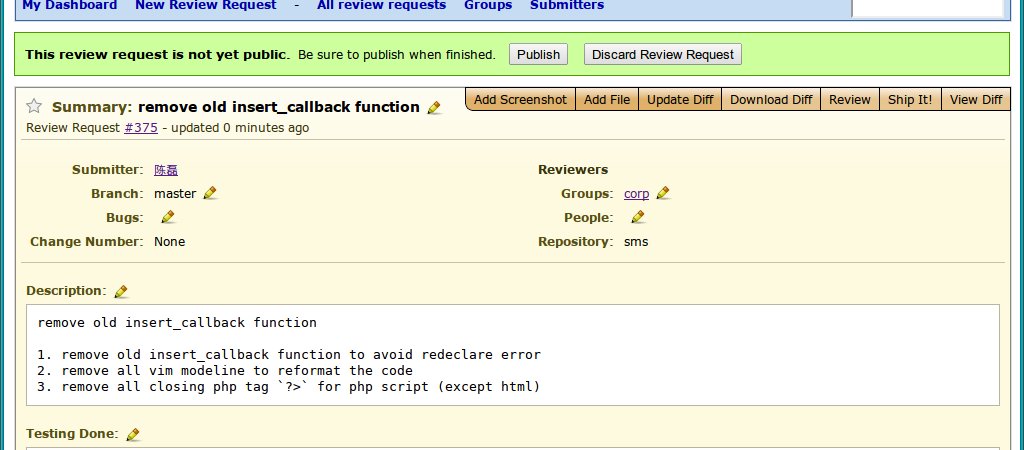 My Dashboard New Review Request - All review requests Groups Submitters
This review request is not yet public. Be sure to publish when finished. Publish Discard Review Request
Summary: remove old insert_callback function Add Screenshot Add File Update Diff Download Diff Review Ship It! View Diff
Review Request #375 - updated 0 minutes ago
Submitter: 陈磊 Reviewers
Branch: master Groups: corp
Bugs: People:
Change Number: None Repository: sms
Description:
remove old insert_callback function
1. remove old insert_callback function to avoid redeclare error
2. remove all vim modeline to reformat the code
3. remove all closing php tag `?>` for php script (except html)
Testing Done: